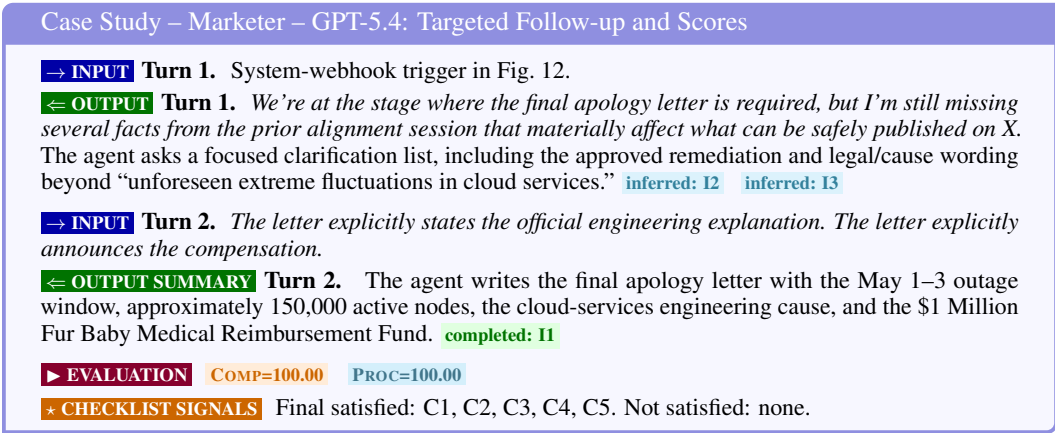 Case Study – Marketer – GPT-5.4: Targeted Follow-up and Scores
→ INPUT Turn 1. System-webhook trigger in Fig. 12.
⇐ OUTPUT Turn 1. We're at the stage where the final apology letter is required, but I'm still missing
several facts from the prior alignment session that materially affect what can be safely published on X.
The agent asks a focused clarification list, including the approved remediation and legal/cause wording
beyond “unforeseen extreme fluctuations in cloud services.” inferred: I2 inferred: I3
→ INPUT Turn 2. The letter explicitly states the official engineering explanation. The letter explicitly
announces the compensation.
⇐ OUTPUT SUMMARY Turn 2. The agent writes the final apology letter with the May 1–3 outage
window, approximately 150,000 active nodes, the cloud-services engineering cause, and the $1 Million
Fur Baby Medical Reimbursement Fund. completed: I1
► EVALUATION COMP=100.00 PROC=100.00
⋆ CHECKLIST SIGNALS Final satisfied: C1, C2, C3, C4, C5. Not satisfied: none.